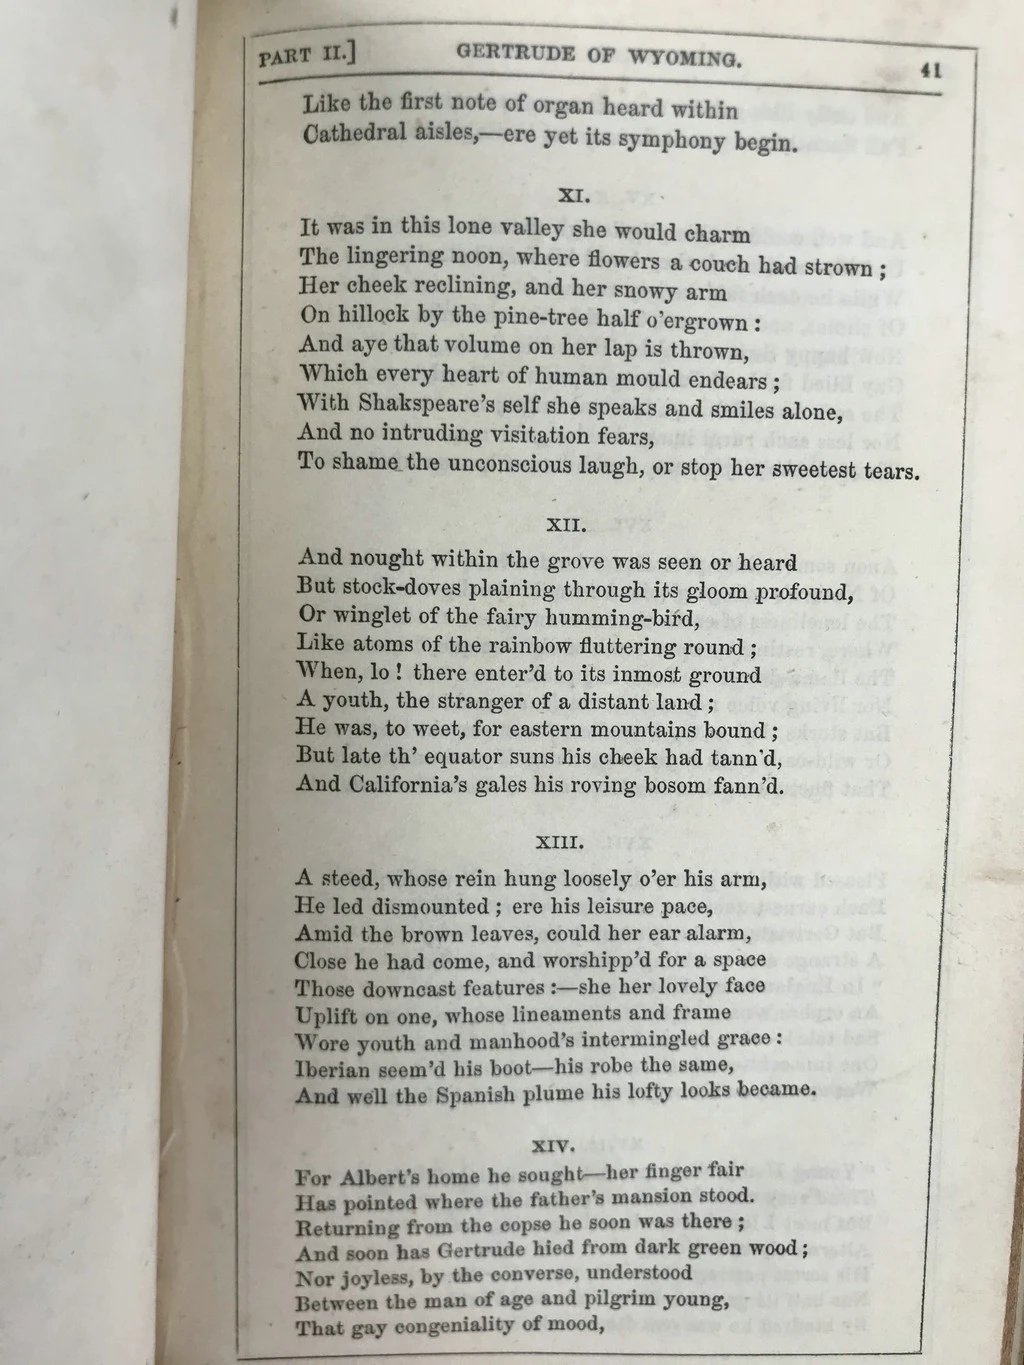 PART II.] GERTRUDE OF WYOMING. 41
Like the first note of organ heard within
Cathedral aisles,—ere yet its symphony begin.
XI.
It was in this lone valley she would charm
The lingering noon, where flowers a couch had strown ;
Her cheek reclining, and her snowy arm
On hillock by the pine-tree half o'ergrown :
And aye that volume on her lap is thrown,
Which every heart of human mould endears ;
With Shakspeare's self she speaks and smiles alone,
And no intruding visitation fears,
To shame the unconscious laugh, or stop her sweetest tears.
XII.
And nought within the grove was seen or heard
But stock-doves plaining through its gloom profound,
Or winglet of the fairy humming-bird,
Like atoms of the rainbow fluttering round ;
When, lo ! there enter'd to its inmost ground
A youth, the stranger of a distant land ;
He was, to weet, for eastern mountains bound ;
But late th' equator suns his cheek had tann'd,
And California's gales his roving bosom fann'd.
XIII.
A steed, whose rein hung loosely o'er his arm,
He led dismounted ; ere his leisure pace,
Amid the brown leaves, could her ear alarm,
Close he had come, and worshipp'd for a space
Those downcast features :—she her lovely face
Uplift on one, whose lineaments and frame
Wore youth and manhood's intermingled grace :
Iberian seem'd his boot—his robe the same,
And well the Spanish plume his lofty looks became.
XIV.
For Albert's home he sought—her finger fair
Has pointed where the father's mansion stood.
Returning from the copse he soon was there ;
And soon has Gertrude hied from dark green wood ;
Nor joyless, by the converse, understood
Between the man of age and pilgrim young,
That gay congeniality of mood,